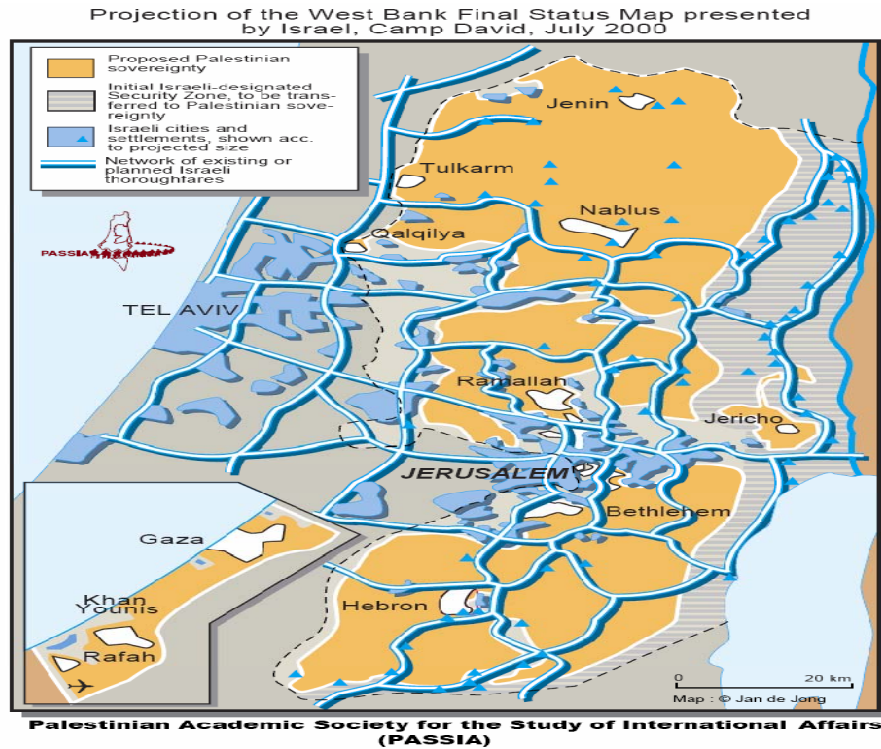 Projection of the West Bank Final Status Map presented
by Israel, Camp David, July 2000
Proposed Palestinian
sovereignty
Initial Israeli-designated
Security Zone, to be trans-
ferred to Palestinian sove-
reignty
Israeli cities and
settlements, shown acc.
to projected size
Network of existing or
planned Israeli
thoroughfares
Jenin
Tulkarm
Nablus
Qalqilya
PASSIA
TEL AVIV
Ramallah
Jericho
JERUSALEM
Bethlehem
Gaza
Khan
Younis
Hebron
Rafah
0 20 km
Map : © Jan de Jong
Palestinian Academic Society for the Study of International Affairs
(PASSIA)